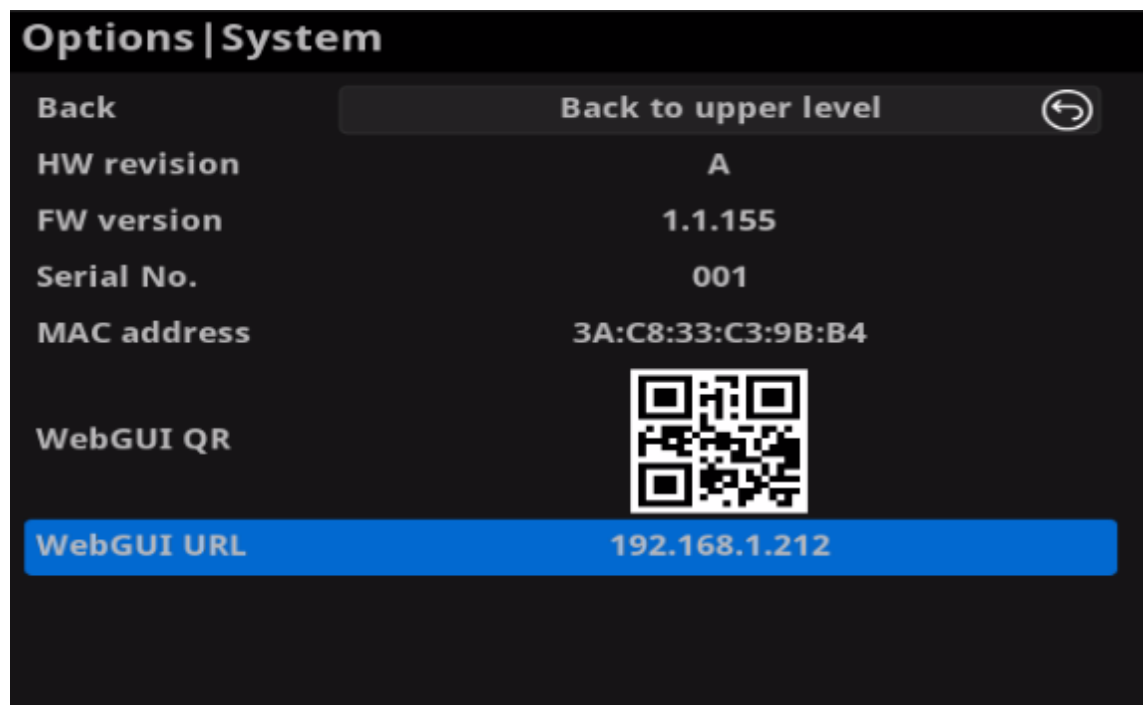 Options|System
Back Back to upper level
HW revision A
FW version 1.1.155
Serial No. 001
MAC address 3A:C8:33:C3:9B:B4
WebGUI QR
WebGUI URL 192.168.1.212